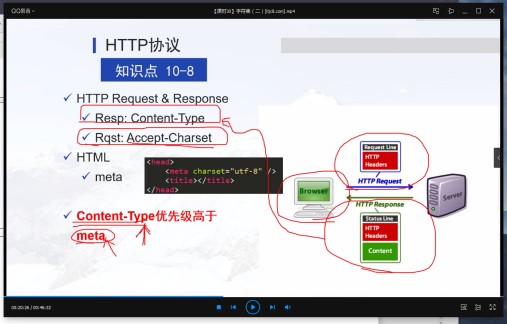 QQ影音
【课时30】字符集（二）[tjcli.con].mp4
HTTP协议
知识点 10-8
HTTP Request & Response
Resp: Content-Type
Rqst: Accept-Charset
HTML
meta
<head>
<meta charset="utf-8" />
<title></title>
</head>
Content-Type优先级高于
meta
Request Line
HTTP
Headers
HTTP Request
Browser
Server
HTTP Response
Status Line
HTTP
Headers
Content
00:20:26 / 00:46:32